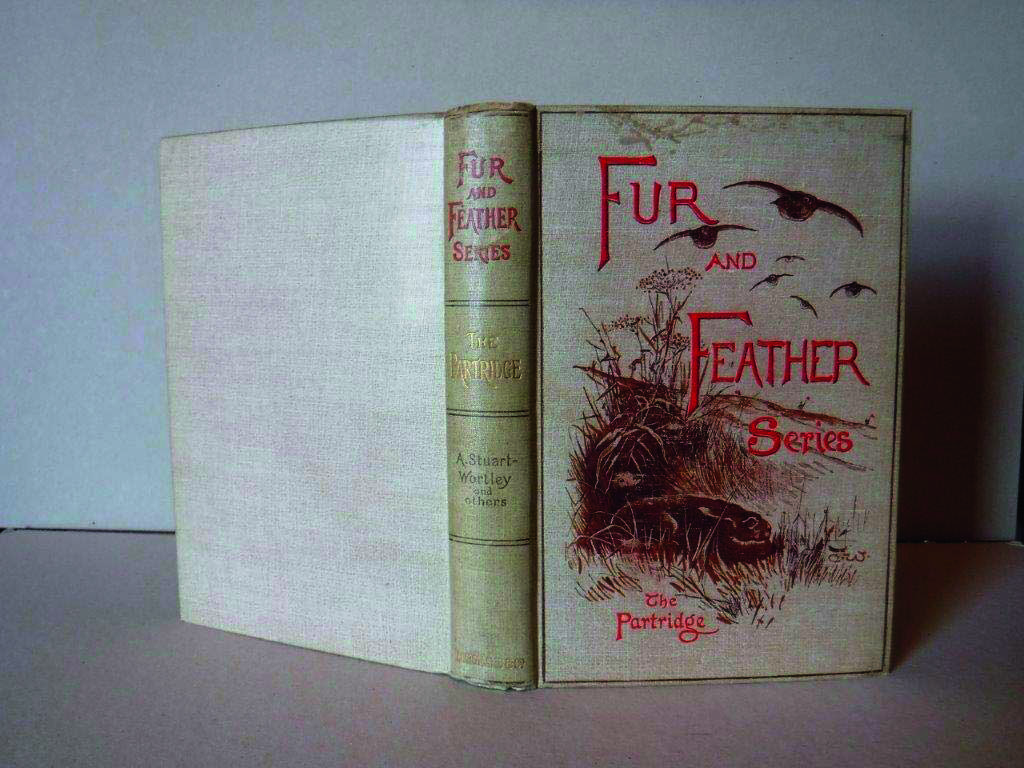 FUR
AND
FEATHER
SERIES
THE
PARTRIDGE
A. Stuart-
Wortley
and
others
FUR
AND
FEATHER
Series
The
Partridge